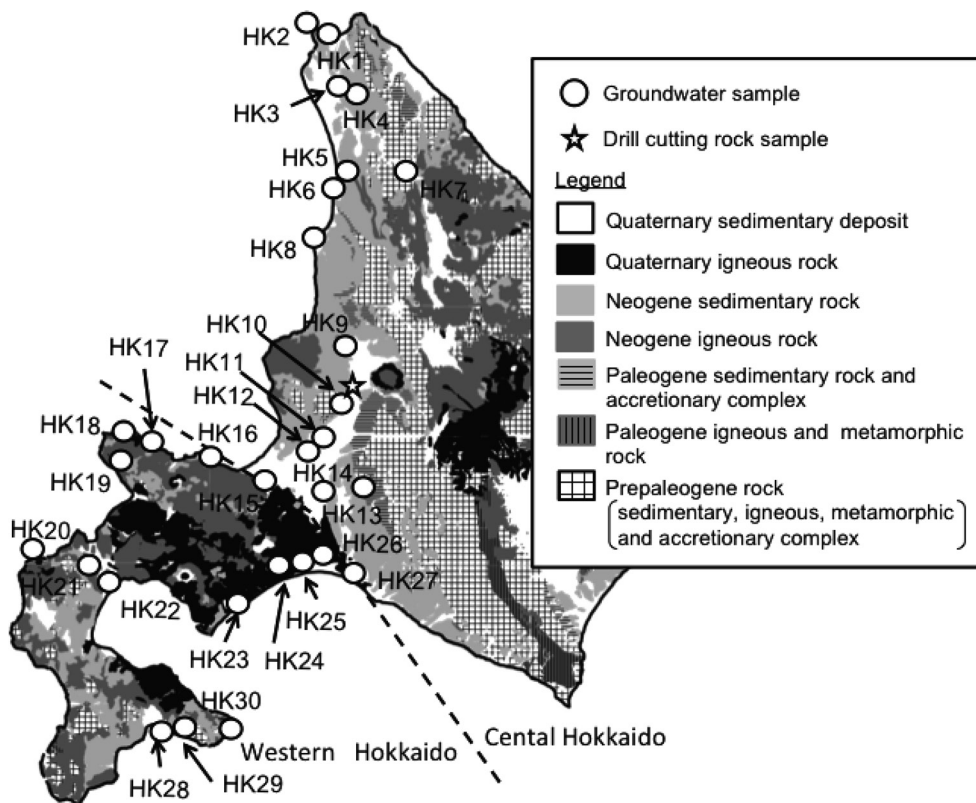 HK2
HK1
HK3
HK4
HK5
HK6
HK7
HK8
HK10
HK9
HK17
HK11
HK12
HK18
HK16
HK19
HK14
HK15
HK13
HK20
HK26
HK21
HK27
HK22
HK25
HK23
HK24
HK30
Western Hokkaido
Cental Hokkaido
HK28
HK29
Groundwater sample
Drill cutting rock sample
Legend
Quaternary sedimentary deposit
Quaternary igneous rock
Neogene sedimentary rock
Neogene igneous rock
Paleogene sedimentary rock and
accretionary complex
Paleogene igneous and metamorphic
rock
Prepaleogene rock
(sedimentary, igneous, metamorphic
and accretionary complex)